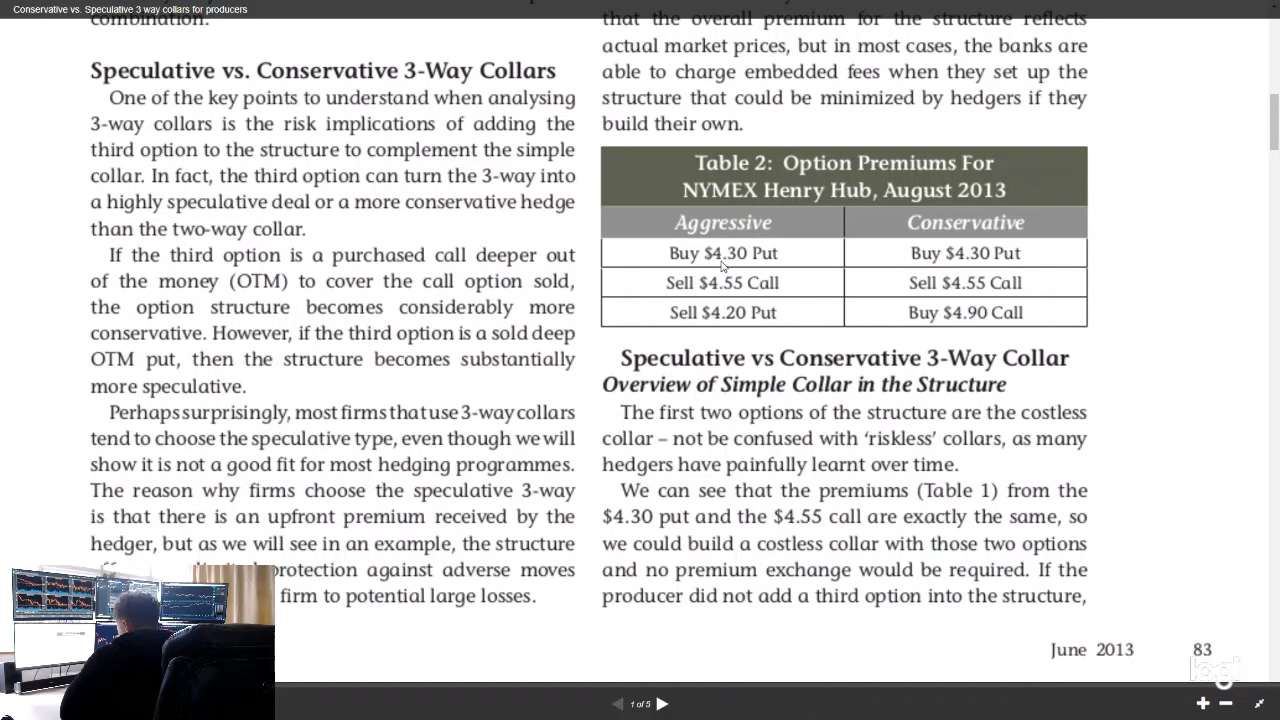 Conservative vs. Speculative 3 way collars for producers
combination.
Speculative vs. Conservative 3-Way Collars
One of the key points to understand when analysing
3-way collars is the risk implications of adding the
third option to the structure to complement the simple
collar. In fact, the third option can turn the 3-way into
a highly speculative deal or a more conservative hedge
than the two-way collar.
If the third option is a purchased call deeper out
of the money (OTM) to cover the call option sold,
the option structure becomes considerably more
conservative. However, if the third option is a sold deep
OTM put, then the structure becomes substantially
more speculative.
Perhaps surprisingly, most firms that use 3-way collars
tend to choose the speculative type, even though we will
show it is not a good fit for most hedging programmes.
The reason why firms choose the speculative 3-way
is that there is an upfront premium received by the
hedger, but as we will see in an example, the structure
protection against adverse moves
firm to potential large losses.
that the overall premium for the structure reflects
actual market prices, but in most cases, the banks are
able to charge embedded fees when they set up the
structure that could be minimized by hedgers if they
build their own.
Table 2: Option Premiums For
NYMEX Henry Hub, August 2013
Aggressive Conservative
Buy $4.30 Put Buy $4.30 Put
Sell $4.55 Call Sell $4.55 Call
Sell $4.20 Put Buy $4.90 Call
Speculative vs Conservative 3-Way Collar
Overview of Simple Collar in the Structure
The first two options of the structure are the costless
collar – not be confused with ‘riskless’ collars, as many
hedgers have painfully learnt over time.
We can see that the premiums (Table 1) from the
$4.30 put and the $4.55 call are exactly the same, so
we could build a costless collar with those two options
and no premium exchange would be required. If the
producer did not add a third option into the structure,
June 2013 83
1 of 5